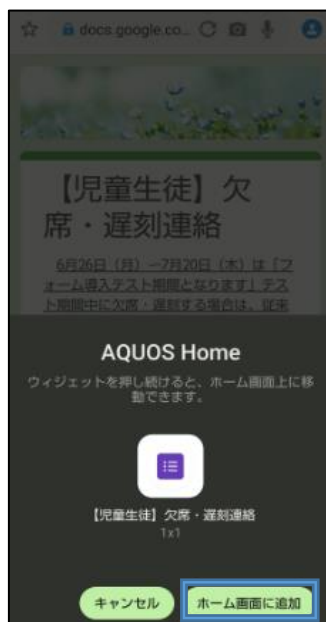 docs.google.co...
【児童生徒】欠
席・遅刻連絡
6月26日（月）―7月20日（木）は「フ
ォーム導入テスト期間となります」テス
ト期間中に欠席・遅刻する場合は、従来
AQUOS Home
ウィジェットを押し続けると、ホーム画面上に移
動できます。
【児童生徒】欠席・遅刻連絡
1x1
キャンセル
ホーム画面に追加